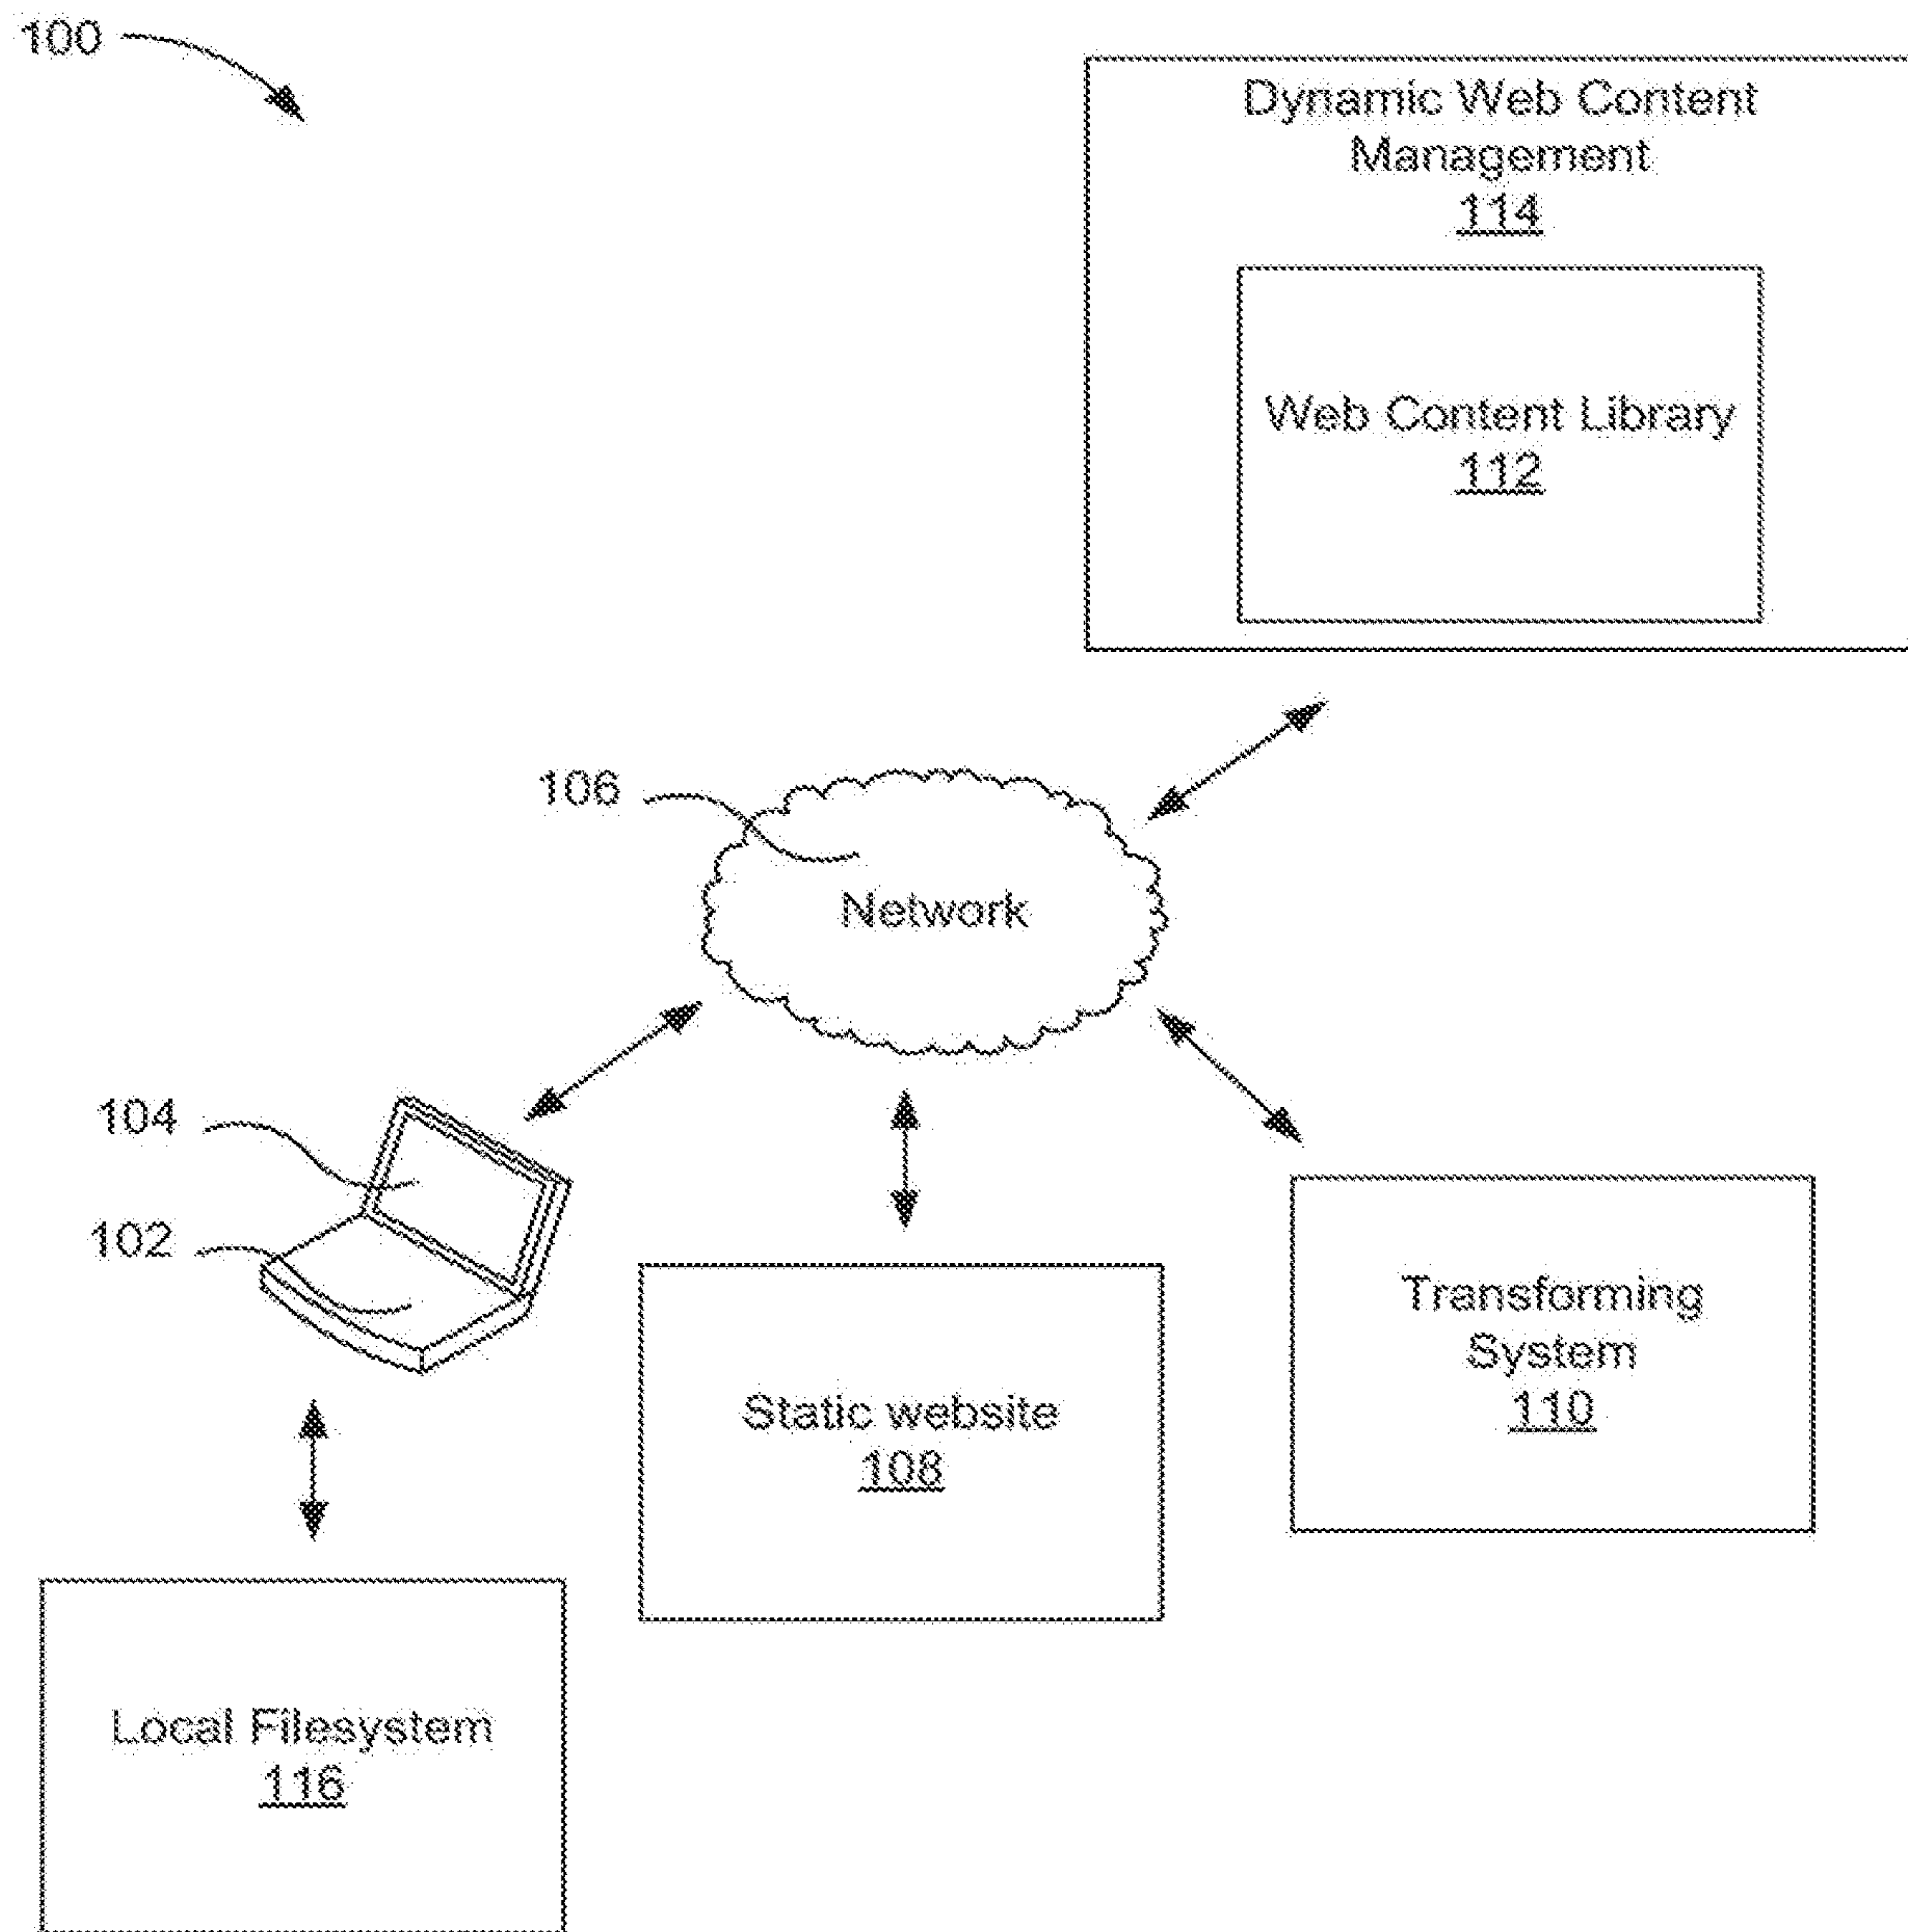 100
Dynamic Web Content
Management
114
Web Content Library
112
106
Network
104
102
Transforming
System
110
Static website
108
Local Filesystem
116